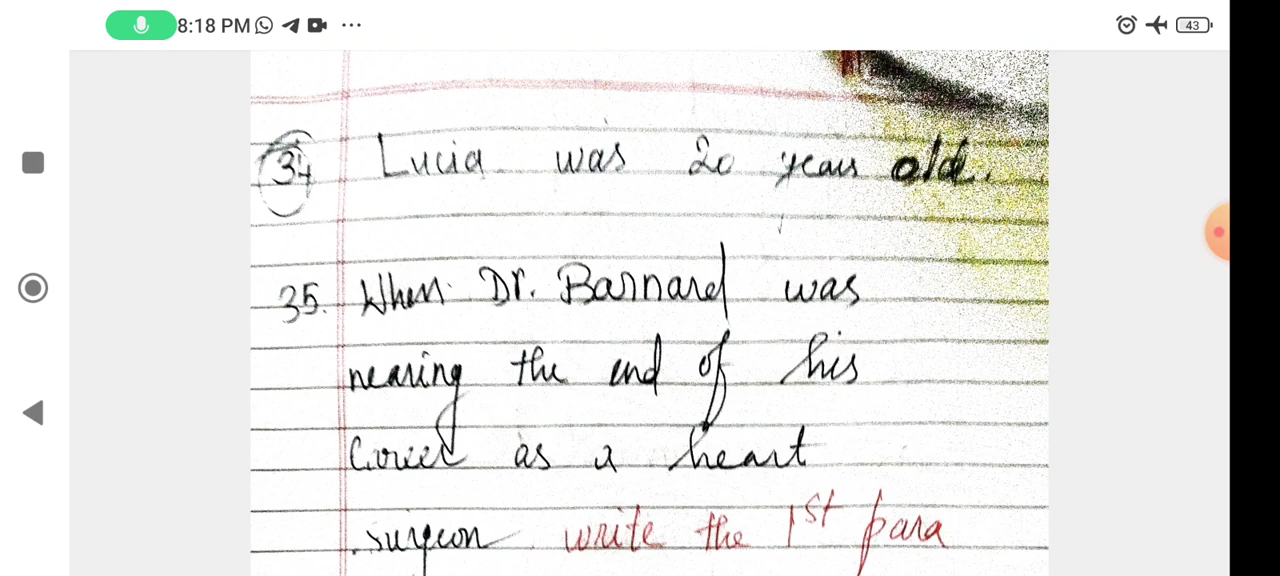 8:18 PM
43
34 Lucia was 20 years old.
35. When Dr. Barnard was
nearing the end of his
Career as a heart
surgeon write the 1st para